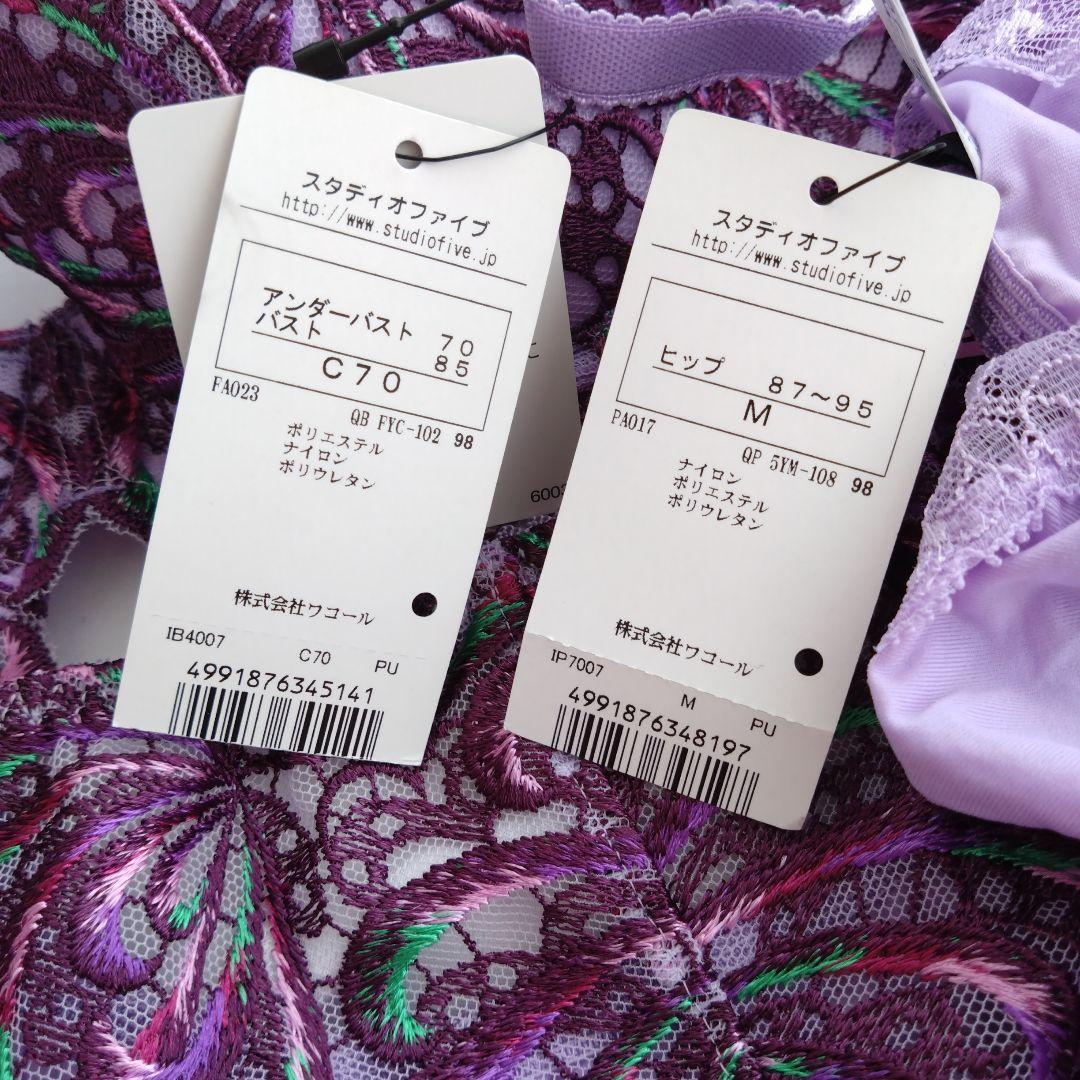 スタディオファイブ
http://www.studiofive.jp
アンダーバスト 70
バスト 85
C70
FA023
QB FYC-102 98
ポリエステル
ナイロン
ポリウレタン
株式会社ワコール
IB4007
C70 PU
4991876345141
スタディオファイブ
http://www.studiofive.jp
ヒップ 87～95
M
PA017
QP 5YM-108 98
ナイロン
ポリエステル
ポリウレタン
株式会社ワコール
IP7007
M PU
4991876348197